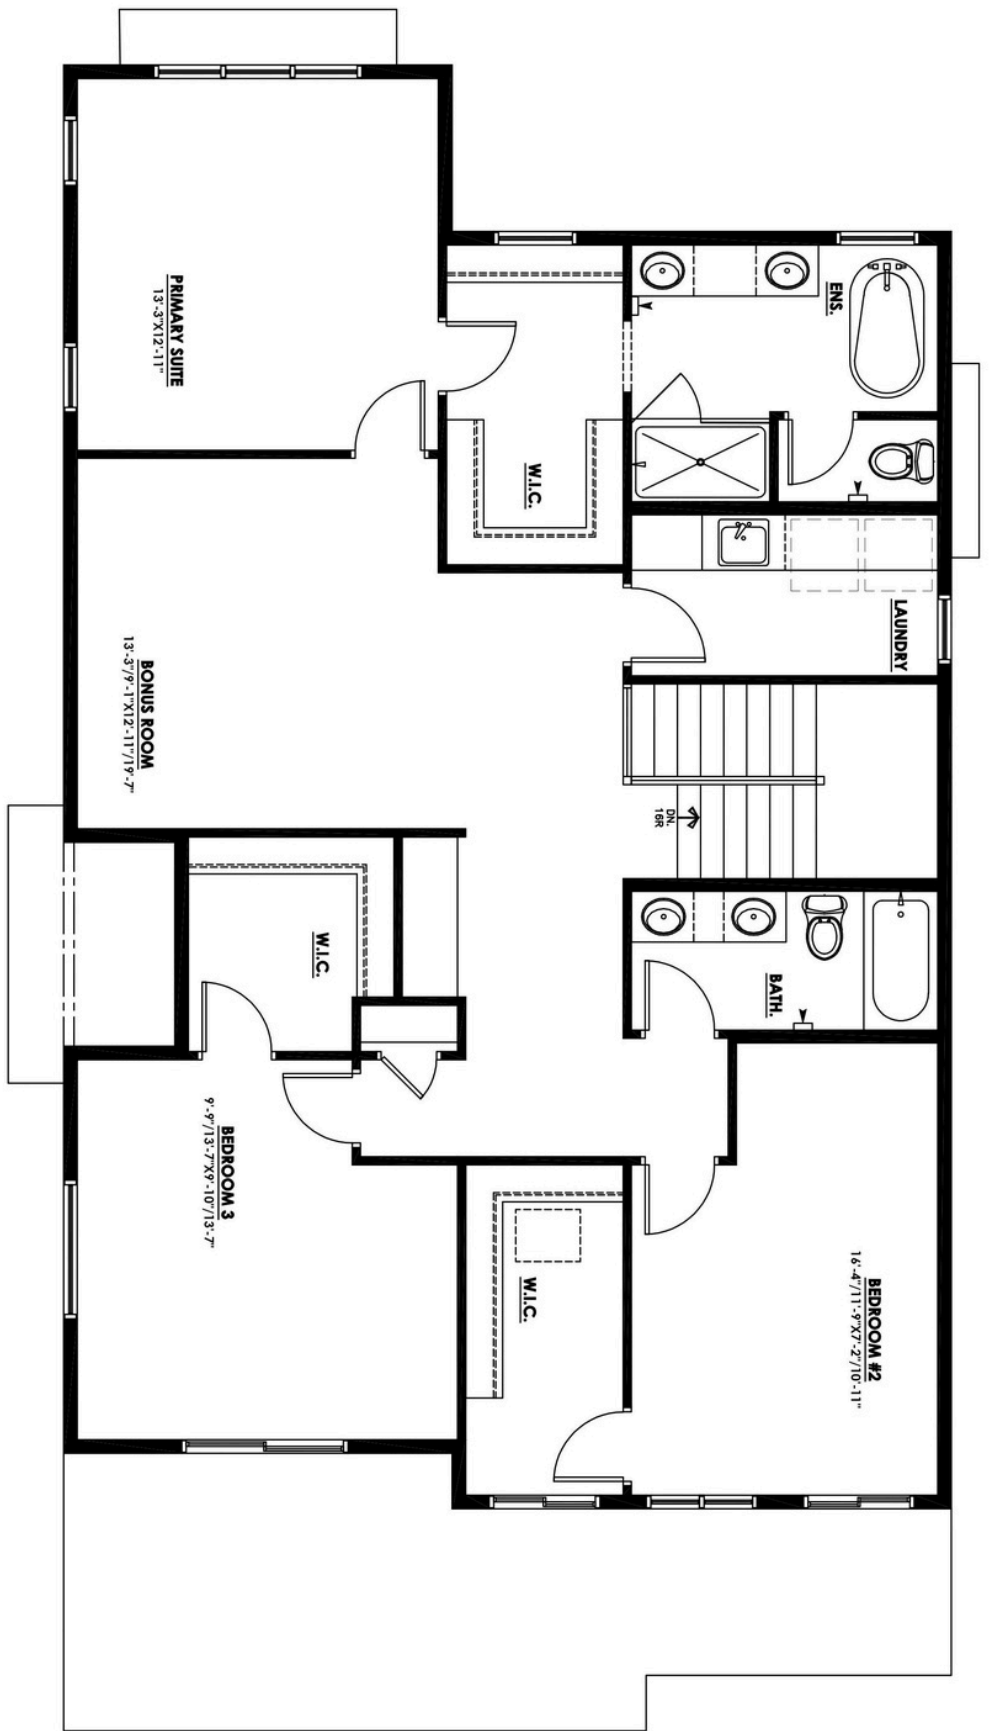 PRIMARY SUITE
13'-3"X12'-11"
W.I.C.
ENS.
LAUNDRY
BONUS ROOM
13'-3"/9'-1"X12'-11"/19'-7"
DN.
16R
W.I.C.
BATH.
BEDROOM 3
9'-9"/13'-7"X9'-10"/13'-7"
W.I.C.
BEDROOM #2
16'-4"/11'-9"X7'-2"/10'-11"